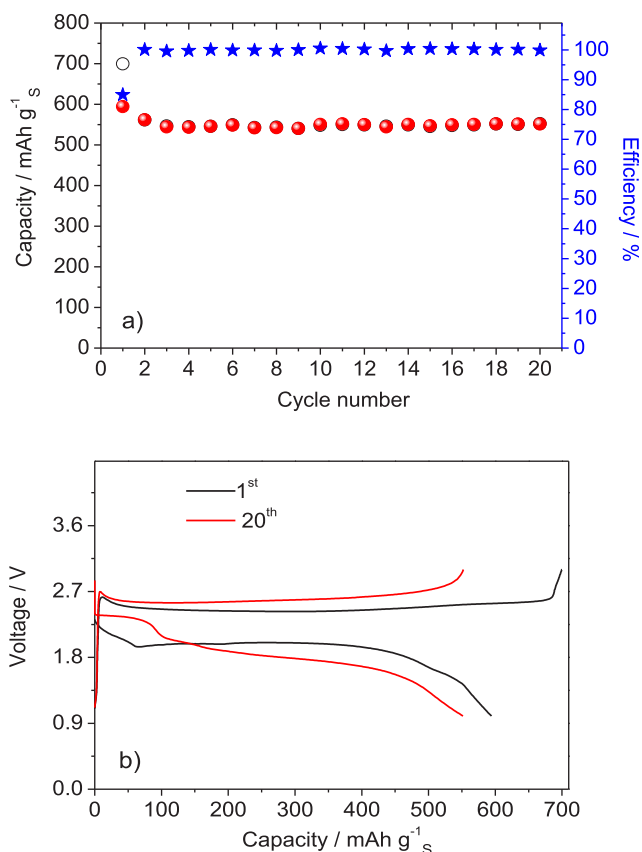 800
700
600
500
400
300
200
100
0
Capacity / mAh g⁻¹ₛ
100
90
80
70
60
50
40
30
20
10
0
Efficiency / %
a)
0 2 4 6 8 10 12 14 16 18 20
Cycle number
1ˢᵗ
20ᵗʰ
3.6
2.7
1.8
0.9
0.0
Voltage / V
b)
0 100 200 300 400 500 600 700
Capacity / mAh g⁻¹ₛ